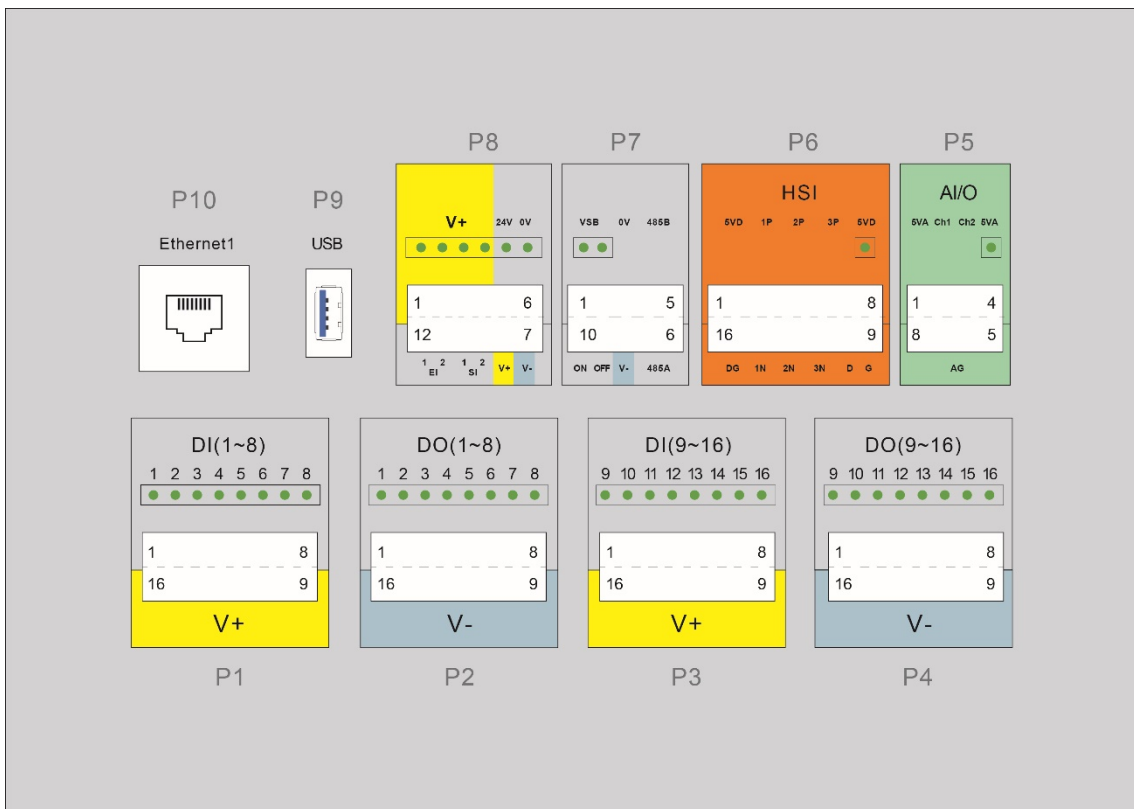 P8 P7 P6 P5
P10 P9
HSI AI/O
V+ 24V 0V VSB 0V 485B 5VD 1P 2P 3P 5VD 5VA Ch1 Ch2 5VA
Ethernet1 USB
1 6 1 5 1 8 1 4
12 7 10 6 16 9 8 5
1 2 1 2 V+ V- ON OFF V- 485A DG 1N 2N 3N D G AG
EI SI
DI(1~8) DO(1~8) DI(9~16) DO(9~16)
1 2 3 4 5 6 7 8 1 2 3 4 5 6 7 8 9 10 11 12 13 14 15 16 9 10 11 12 13 14 15 16
1 8 1 8 1 8 1 8
16 9 16 9 16 9 16 9
V+ V- V+ V-
P1 P2 P3 P4